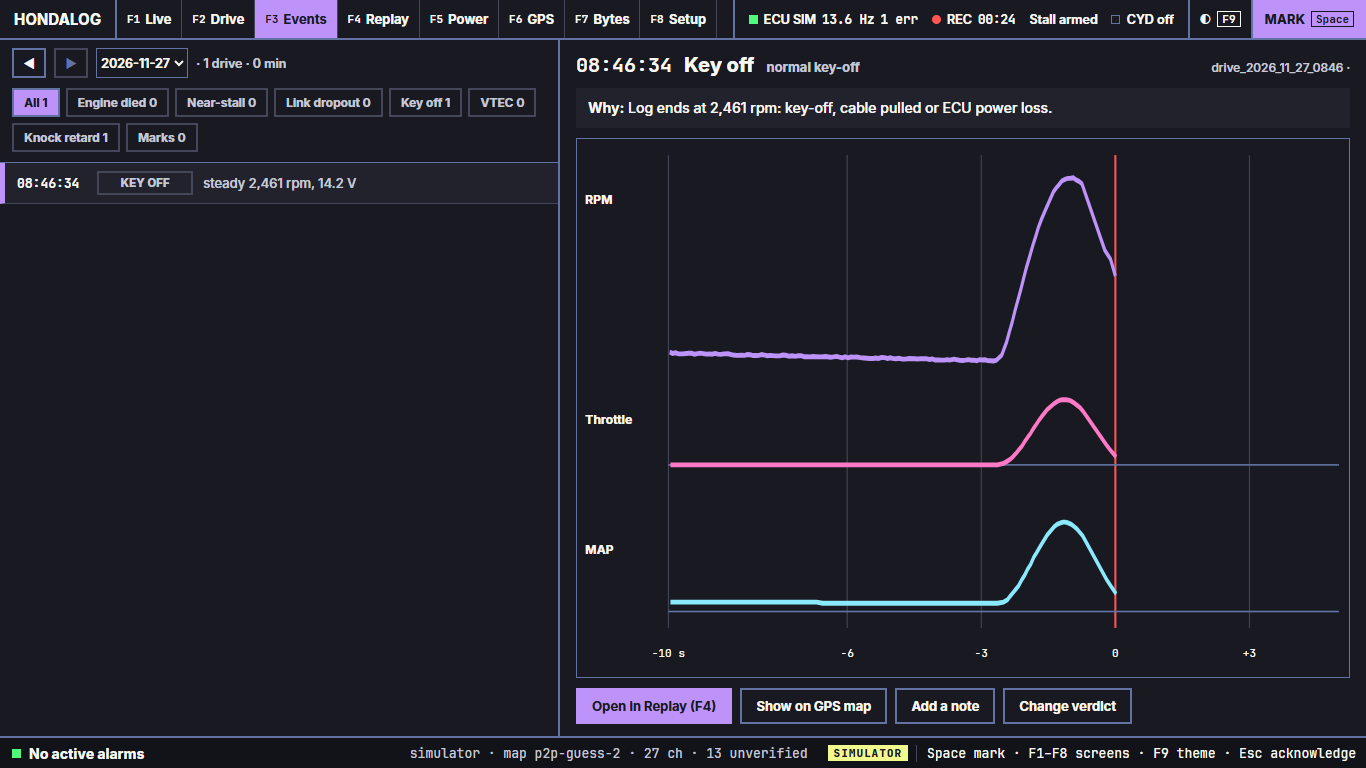 HONDALOG F1 Live F2 Drive F3 Events F4 Replay F5 Power F6 GPS F7 Bytes F8 Setup ECU SIM 13.6 Hz 1 err REC 00:24 Stall armed CYD off F9 MARK Space
2026-11-27 · 1 drive · 0 min
All 1 Engine died 0 Near-stall 0 Link dropout 0 Key off 1 VTEC 0
Knock retard 1 Marks 0
08:46:34 KEY OFF steady 2,461 rpm, 14.2 V
08:46:34 Key off normal key-off drive_2026_11_27_0846 ·
Why: Log ends at 2,461 rpm: key-off, cable pulled or ECU power loss.
RPM
Throttle
MAP
-10 s -6 -3 0 +3
Open in Replay (F4) Show on GPS map Add a note Change verdict
No active alarms simulator · map p2p-guess-2 · 27 ch · 13 unverified SIMULATOR Space mark · F1-F8 screens · F9 theme · Esc acknowledge